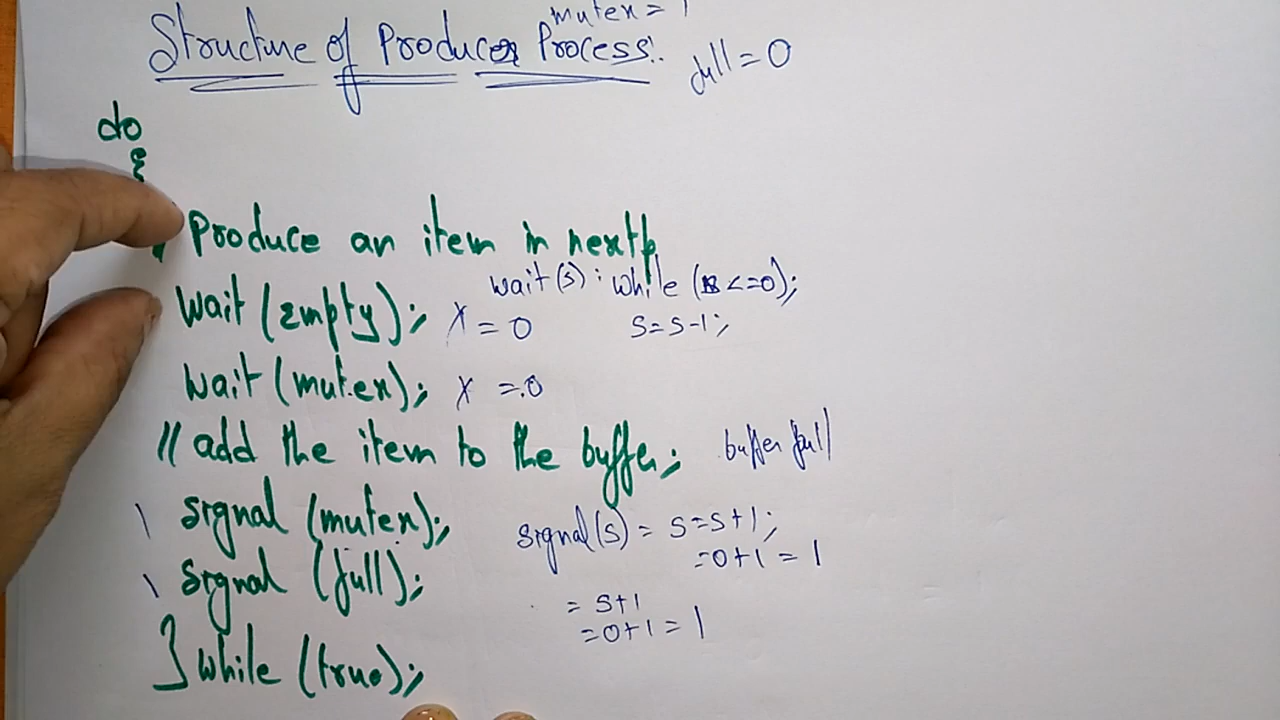 mutex = 1
Structure of Producer Process:
full = 0
do
{
Produce an item in nextp
wait(s) : while (s <=0);
wait (empty); = 0 s=s-1;
wait (mutex); = 0
// add the item to the buffer; buffer full
signal (mutex); signal(s) = s=s+1;
=0+1 = 1
signal (full);
= s+1
=0+1 = 1
} while (true);